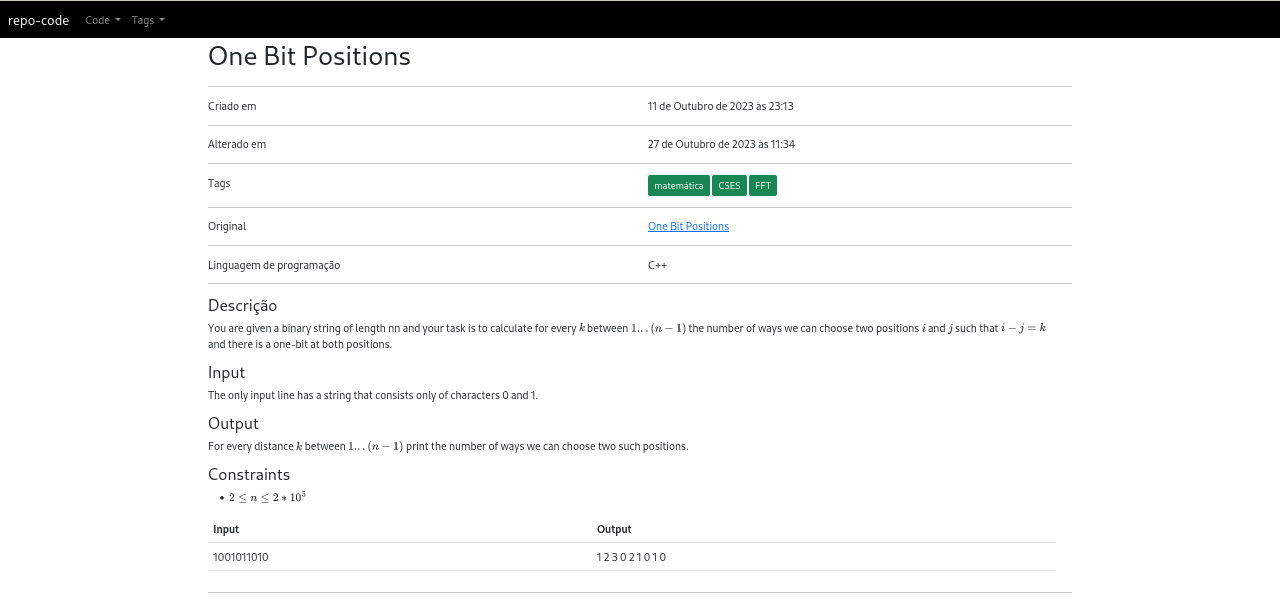 repo-code Code Tags
One Bit Positions
Criado em 11 de Outubro de 2023 às 23:13
Alterado em 27 de Outubro de 2023 às 11:34
Tags matemática CSES FFT
Original One Bit Positions
Linguagem de programação C++
Descrição
You are given a binary string of length nn and your task is to calculate for every k between 1...(n − 1) the number of ways we can choose two positions i and j such that i − j = k
and there is a one-bit at both positions.
Input
The only input line has a string that consists only of characters 0 and 1.
Output
For every distance k between 1...(n − 1) print the number of ways we can choose two such positions.
Constraints
• 2 ≤ n ≤ 2 * 10⁵
Input Output
1001011010 1 2 3 0 2 1 0 1 0